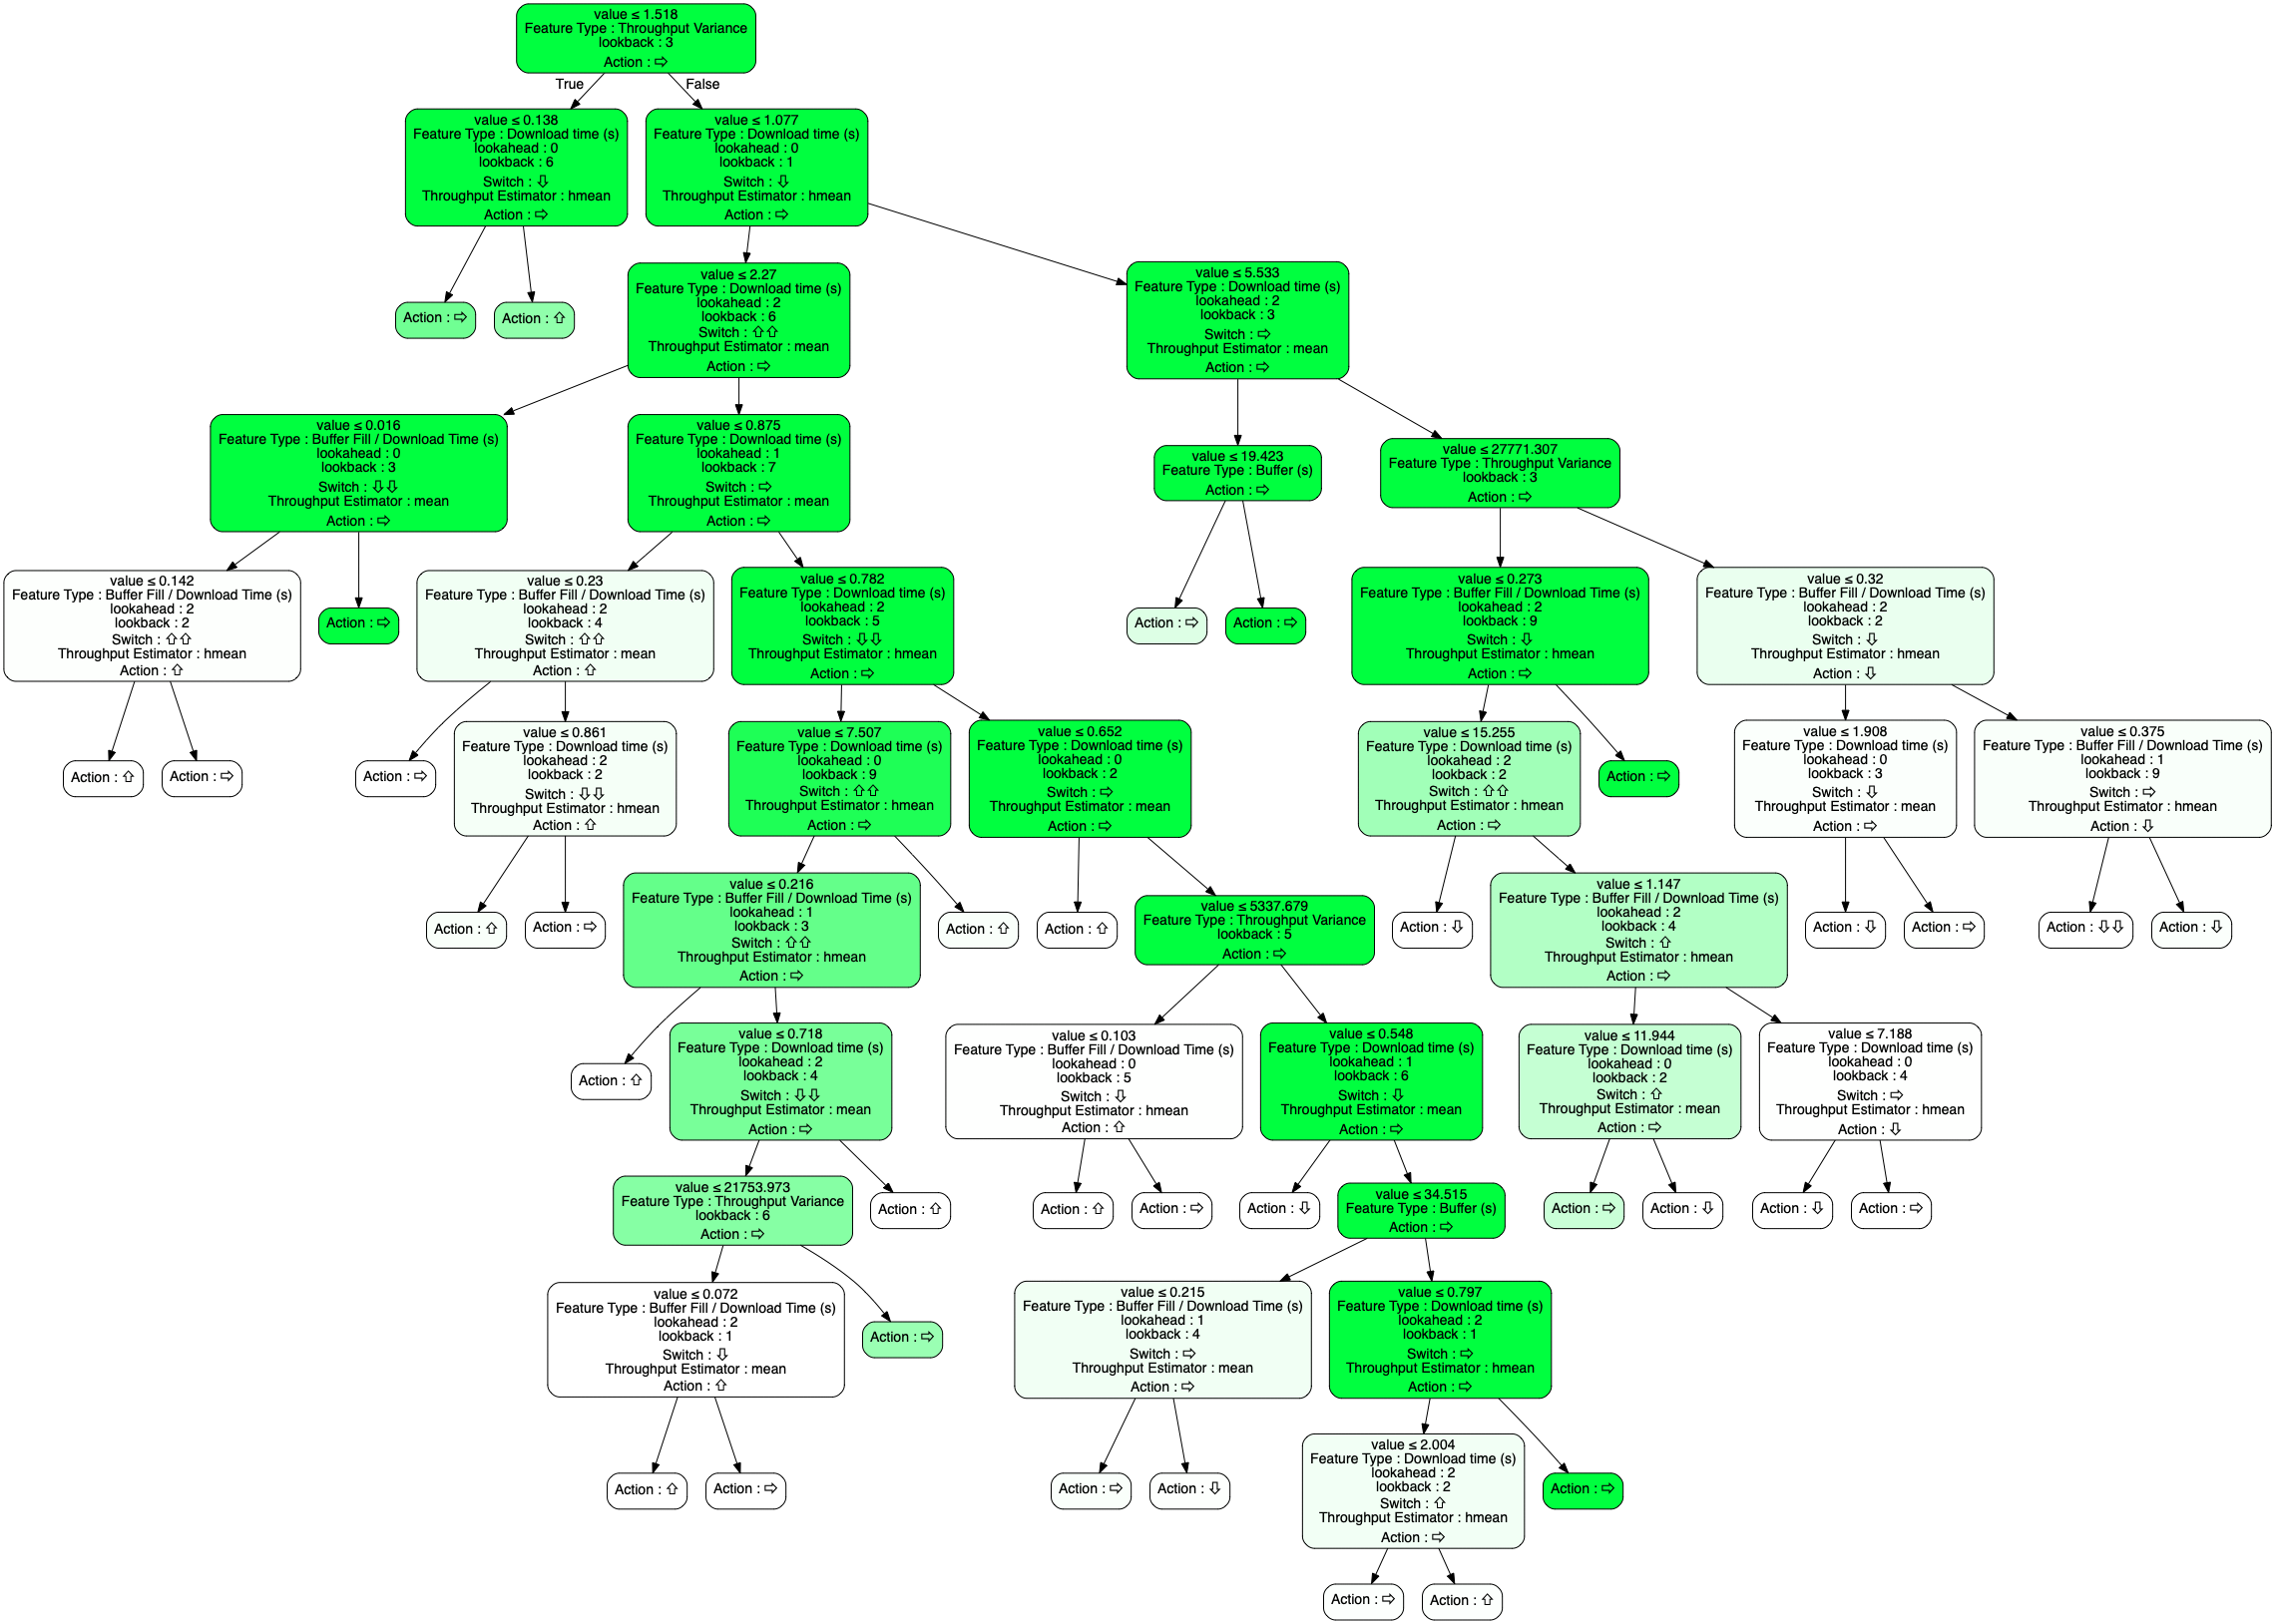 value ≤ 1.518
Feature Type : Throughput Variance
lookback : 3
Action : ⇨
True
False
value ≤ 0.138
Feature Type : Download time (s)
lookahead : 0
lookback : 6
Switch : ⇩
Throughput Estimator : hmean
Action : ⇨
value ≤ 1.077
Feature Type : Download time (s)
lookahead : 0
lookback : 1
Switch : ⇩
Throughput Estimator : hmean
Action : ⇨
Action : ⇨
Action : ⇧
value ≤ 2.27
Feature Type : Download time (s)
lookahead : 2
lookback : 6
Switch : ⇧⇧
Throughput Estimator : mean
Action : ⇨
value ≤ 5.533
Feature Type : Download time (s)
lookahead : 2
lookback : 3
Switch : ⇨
Throughput Estimator : mean
Action : ⇨
value ≤ 0.016
Feature Type : Buffer Fill / Download Time (s)
lookahead : 0
lookback : 3
Switch : ⇩⇩
Throughput Estimator : mean
Action : ⇨
value ≤ 0.875
Feature Type : Download time (s)
lookahead : 1
lookback : 7
Switch : ⇨
Throughput Estimator : mean
Action : ⇨
value ≤ 19.423
Feature Type : Buffer (s)
Action : ⇨
value ≤ 27771.307
Feature Type : Throughput Variance
lookback : 3
Action : ⇨
value ≤ 0.142
Feature Type : Buffer Fill / Download Time (s)
lookahead : 2
lookback : 2
Switch : ⇧⇧
Throughput Estimator : hmean
Action : ⇧
Action : ⇨
value ≤ 0.23
Feature Type : Buffer Fill / Download Time (s)
lookahead : 2
lookback : 4
Switch : ⇧⇧
Throughput Estimator : mean
Action : ⇧
value ≤ 0.782
Feature Type : Download time (s)
lookahead : 2
lookback : 5
Switch : ⇩⇩
Throughput Estimator : hmean
Action : ⇨
Action : ⇨
Action : ⇨
value ≤ 0.273
Feature Type : Buffer Fill / Download Time (s)
lookahead : 2
lookback : 9
Switch : ⇩
Throughput Estimator : hmean
Action : ⇨
value ≤ 0.32
Feature Type : Buffer Fill / Download Time (s)
lookahead : 2
lookback : 2
Switch : ⇩
Throughput Estimator : hmean
Action : ⇩
Action : ⇧
Action : ⇨
Action : ⇨
value ≤ 0.861
Feature Type : Download time (s)
lookahead : 2
lookback : 2
Switch : ⇩⇩
Throughput Estimator : hmean
Action : ⇧
value ≤ 7.507
Feature Type : Download time (s)
lookahead : 0
lookback : 9
Switch : ⇧⇧
Throughput Estimator : hmean
Action : ⇨
value ≤ 0.652
Feature Type : Download time (s)
lookahead : 0
lookback : 2
Switch : ⇨
Throughput Estimator : mean
Action : ⇨
value ≤ 15.255
Feature Type : Download time (s)
lookahead : 2
lookback : 2
Switch : ⇧⇧
Throughput Estimator : hmean
Action : ⇨
Action : ⇨
value ≤ 1.908
Feature Type : Download time (s)
lookahead : 0
lookback : 3
Switch : ⇩
Throughput Estimator : mean
Action : ⇨
value ≤ 0.375
Feature Type : Buffer Fill / Download Time (s)
lookahead : 1
lookback : 9
Switch : ⇨
Throughput Estimator : hmean
Action : ⇩
Action : ⇧
Action : ⇨
value ≤ 0.216
Feature Type : Buffer Fill / Download Time (s)
lookahead : 1
lookback : 3
Switch : ⇧⇧
Throughput Estimator : hmean
Action : ⇨
Action : ⇧
Action : ⇧
value ≤ 5337.679
Feature Type : Throughput Variance
lookback : 5
Action : ⇨
Action : ⇩
value ≤ 1.147
Feature Type : Buffer Fill / Download Time (s)
lookahead : 2
lookback : 4
Switch : ⇧
Throughput Estimator : hmean
Action : ⇨
Action : ⇩
Action : ⇨
Action : ⇩⇩
Action : ⇩
Action : ⇧
value ≤ 0.718
Feature Type : Download time (s)
lookahead : 2
lookback : 4
Switch : ⇩⇩
Throughput Estimator : mean
Action : ⇨
value ≤ 0.103
Feature Type : Buffer Fill / Download Time (s)
lookahead : 0
lookback : 5
Switch : ⇩
Throughput Estimator : hmean
Action : ⇧
value ≤ 0.548
Feature Type : Download time (s)
lookahead : 1
lookback : 6
Switch : ⇩
Throughput Estimator : mean
Action : ⇨
value ≤ 11.944
Feature Type : Download time (s)
lookahead : 0
lookback : 2
Switch : ⇧
Throughput Estimator : mean
Action : ⇨
value ≤ 7.188
Feature Type : Download time (s)
lookahead : 0
lookback : 4
Switch : ⇨
Throughput Estimator : hmean
Action : ⇩
value ≤ 21753.973
Feature Type : Throughput Variance
lookback : 6
Action : ⇨
Action : ⇧
Action : ⇧
Action : ⇨
Action : ⇩
value ≤ 34.515
Feature Type : Buffer (s)
Action : ⇨
Action : ⇨
Action : ⇩
Action : ⇩
Action : ⇨
value ≤ 0.072
Feature Type : Buffer Fill / Download Time (s)
lookahead : 2
lookback : 1
Switch : ⇩
Throughput Estimator : mean
Action : ⇧
Action : ⇨
value ≤ 0.215
Feature Type : Buffer Fill / Download Time (s)
lookahead : 1
lookback : 4
Switch : ⇨
Throughput Estimator : mean
Action : ⇨
value ≤ 0.797
Feature Type : Download time (s)
lookahead : 2
lookback : 1
Switch : ⇨
Throughput Estimator : hmean
Action : ⇨
Action : ⇧
Action : ⇨
Action : ⇨
Action : ⇩
value ≤ 2.004
Feature Type : Download time (s)
lookahead : 2
lookback : 2
Switch : ⇧
Throughput Estimator : hmean
Action : ⇨
Action : ⇨
Action : ⇨
Action : ⇧